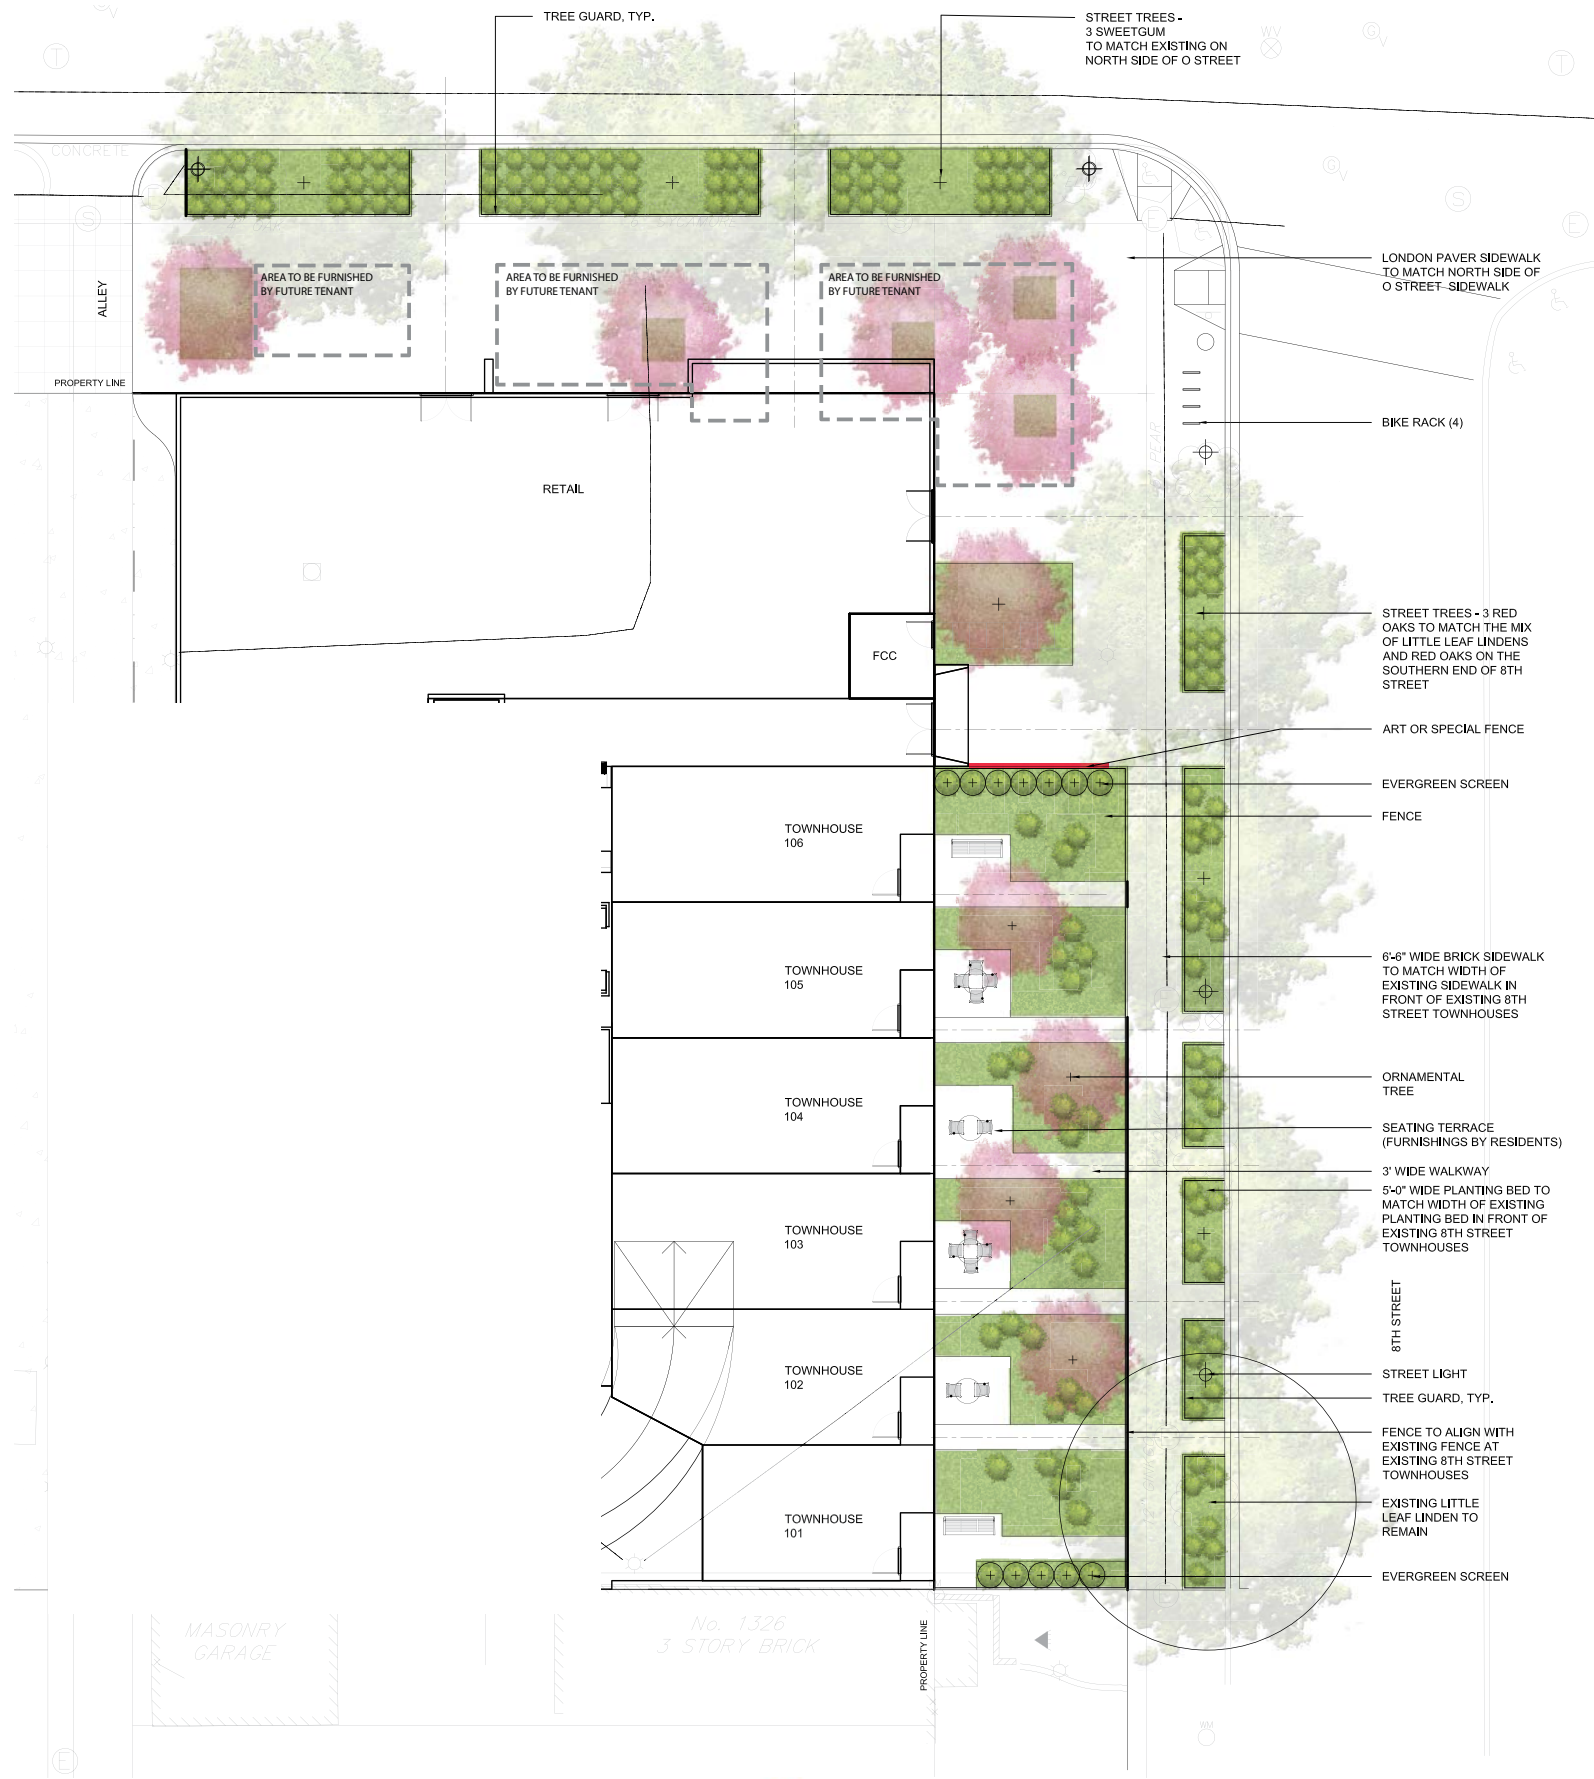 TREE GUARD, TYP.
STREET TREES -
3 SWEETGUM
TO MATCH EXISTING ON
NORTH SIDE OF O STREET
WV
T
T
CONCRETE
S
S
E
E
ALLEY
AREA TO BE FURNISHED
BY FUTURE TENANT
AREA TO BE FURNISHED
BY FUTURE TENANT
AREA TO BE FURNISHED
BY FUTURE TENANT
LONDON PAVER SIDEWALK
TO MATCH NORTH SIDE OF
O STREET SIDEWALK
PROPERTY LINE
BIKE RACK (4)
PEAR
RETAIL
FCC
STREET TREES - 3 RED
OAKS TO MATCH THE MIX
OF LITTLE LEAF LINDENS
AND RED OAKS ON THE
SOUTHERN END OF 8TH
STREET
ART OR SPECIAL FENCE
EVERGREEN SCREEN
FENCE
TOWNHOUSE
106
TOWNHOUSE
105
6'-6" WIDE BRICK SIDEWALK
TO MATCH WIDTH OF
EXISTING SIDEWALK IN
FRONT OF EXISTING 8TH
STREET TOWNHOUSES
TOWNHOUSE
104
ORNAMENTAL
TREE
SEATING TERRACE
(FURNISHINGS BY RESIDENTS)
3' WIDE WALKWAY
5'-0" WIDE PLANTING BED TO
MATCH WIDTH OF EXISTING
PLANTING BED IN FRONT OF
EXISTING 8TH STREET
TOWNHOUSES
TOWNHOUSE
103
8TH STREET
TOWNHOUSE
102
STREET LIGHT
TREE GUARD, TYP.
FENCE TO ALIGN WITH
EXISTING FENCE AT
EXISTING 8TH STREET
TOWNHOUSES
TOWNHOUSE
101
EXISTING LITTLE
LEAF LINDEN TO
REMAIN
EVERGREEN SCREEN
MASONRY
GARAGE
No. 1326
3 STORY BRICK
PROPERTY LINE
WM
E